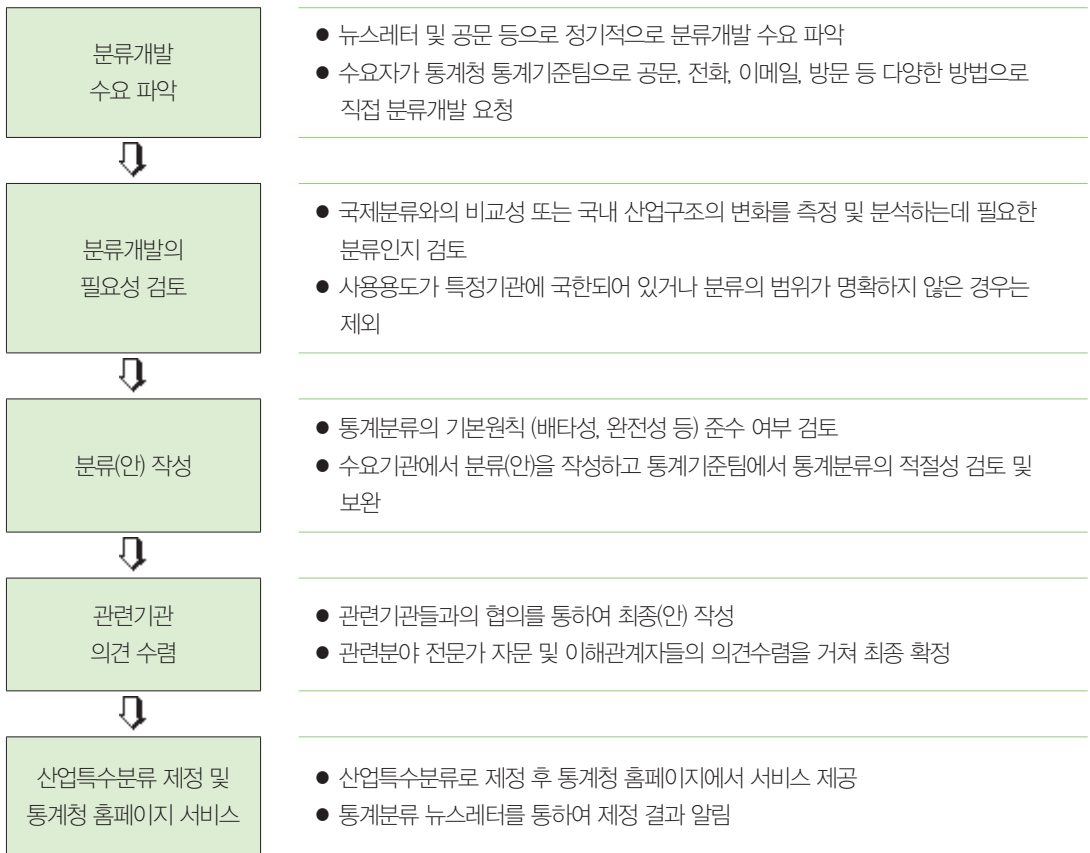 분류개발
수요 파악
● 뉴스레터 및 공문 등으로 정기적으로 분류개발 수요 파악
● 수요자가 통계청 통계기준팀으로 공문, 전화, 이메일, 방문 등 다양한 방법으로
직접 분류개발 요청
분류개발의
필요성 검토
● 국제분류와의 비교성 또는 국내 산업구조의 변화를 측정 및 분석하는데 필요한
분류인지 검토
● 사용용도가 특정기관에 국한되어 있거나 분류의 범위가 명확하지 않은 경우는
제외
분류(안) 작성
● 통계분류의 기본원칙 (배타성, 완전성 등) 준수 여부 검토
● 수요기관에서 분류(안)을 작성하고 통계기준팀에서 통계분류의 적절성 검토 및
보완
관련기관
의견 수렴
● 관련기관들과의 협의를 통하여 최종(안) 작성
● 관련분야 전문가 자문 및 이해관계자들의 의견수렴을 거쳐 최종 확정
산업특수분류 제정 및
통계청 홈페이지 서비스
● 산업특수분류로 제정 후 통계청 홈페이지에서 서비스 제공
● 통계분류 뉴스레터를 통하여 제정 결과 알림